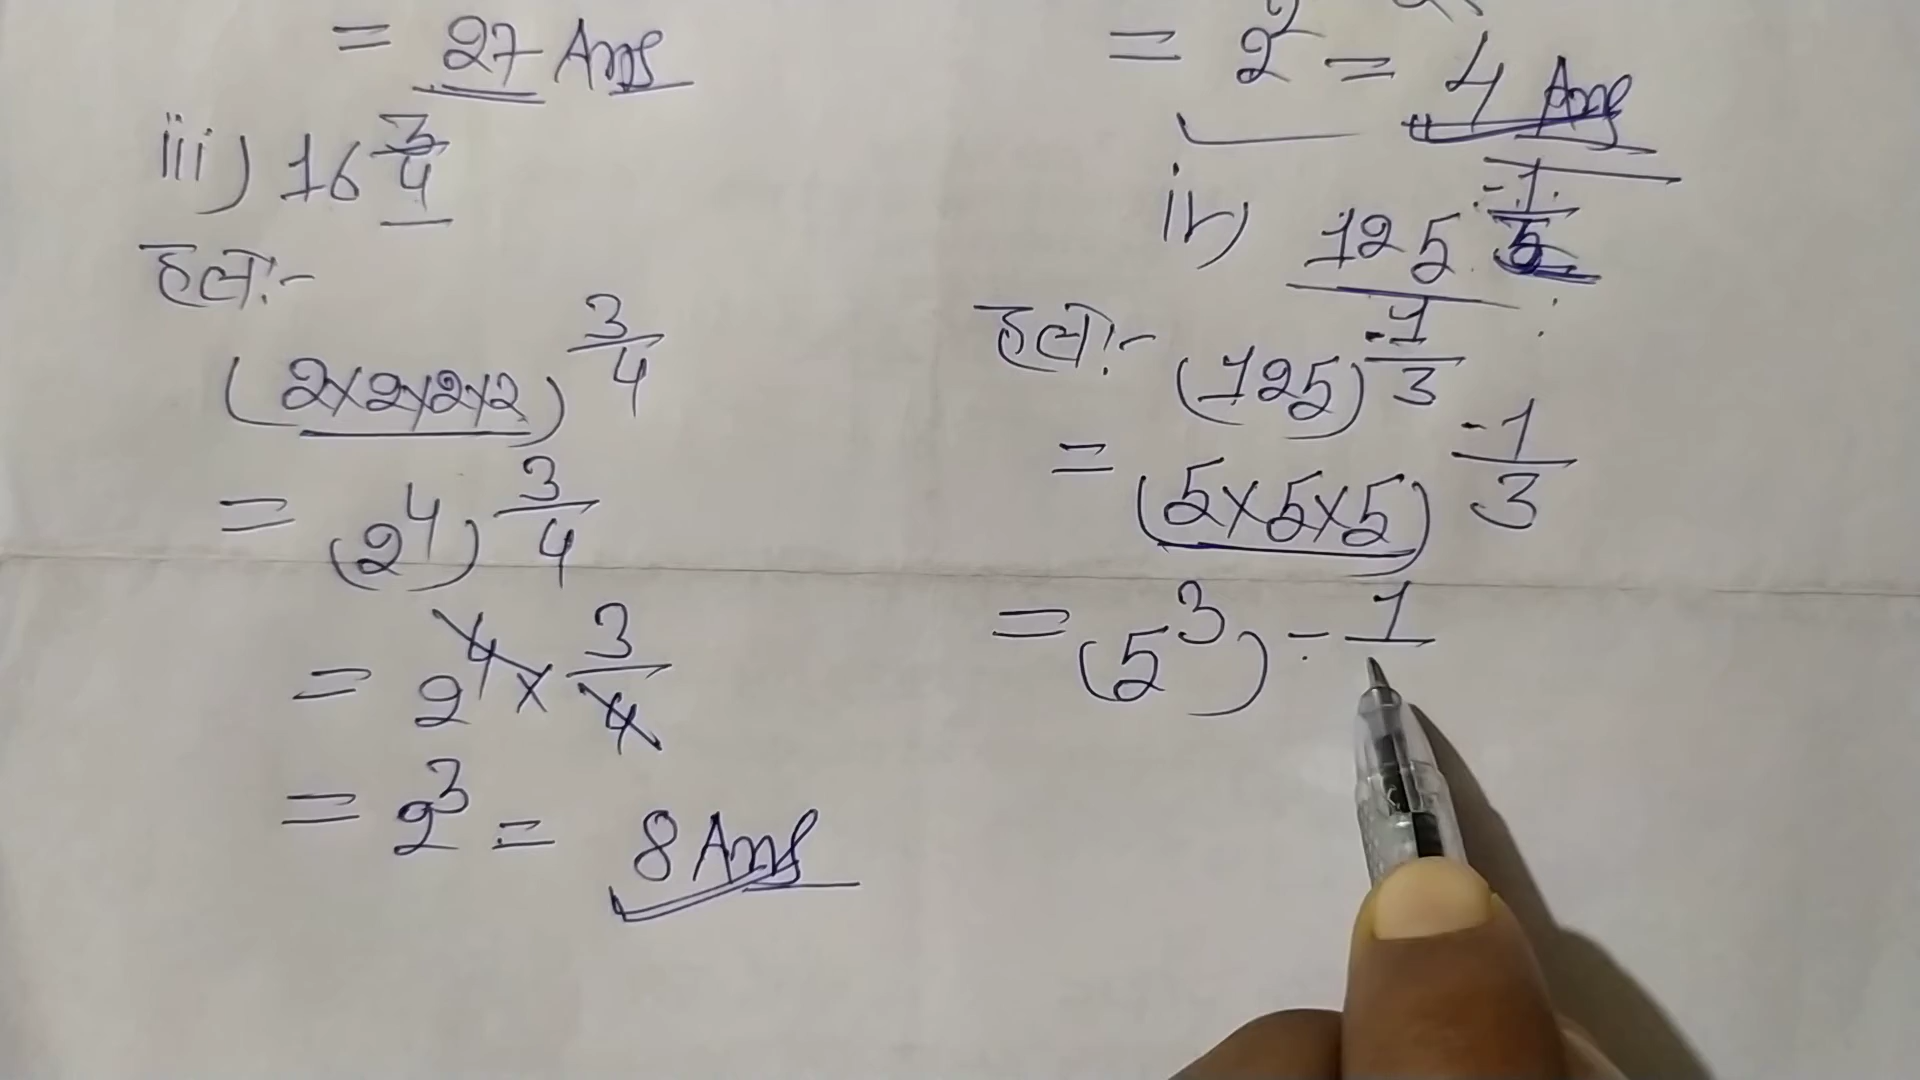 = 27 Ans
iii) 16^(3/4)
हल:-
(2×2×2×2)^(3/4)
= (2^4)^(3/4)
= 2^(4×3/4)
= 2^3 = 8 Ans
= 2^2 = 4 Ans
iv) 125^(-1/3)
हल:- (125)^(-1/3)
= (5×5×5)^(-1/3)
= (5^3)^-1